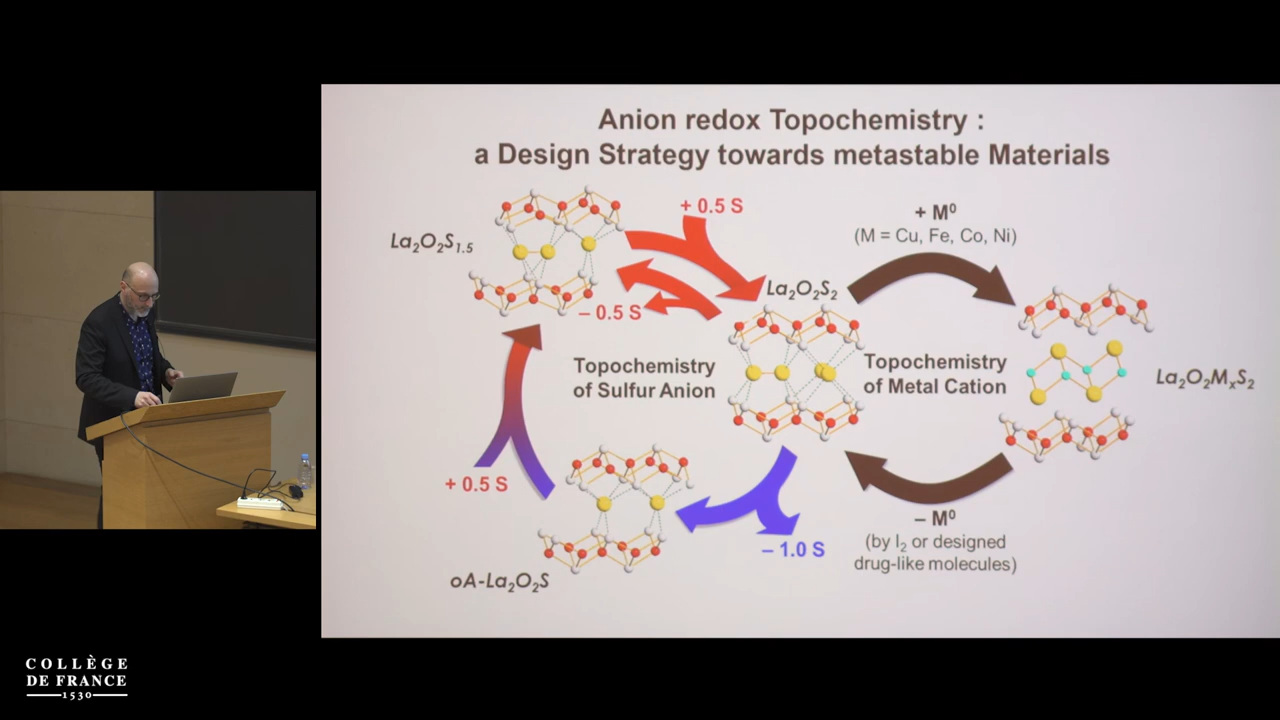 Anion redox Topochemistry :
a Design Strategy towards metastable Materials
+ 0.5 S
+ M⁰
(M = Cu, Fe, Co, Ni)
La₂O₂S₁.₅
La₂O₂S₂
– 0.5 S
Topochemistry
of Sulfur Anion
Topochemistry
of Metal Cation
La₂O₂MₓS₂
+ 0.5 S
– M⁰
– 1.0 S
(by I₂ or designed
drug-like molecules)
oA-La₂O₂S
COLLÈGE
DE FRANCE
1530